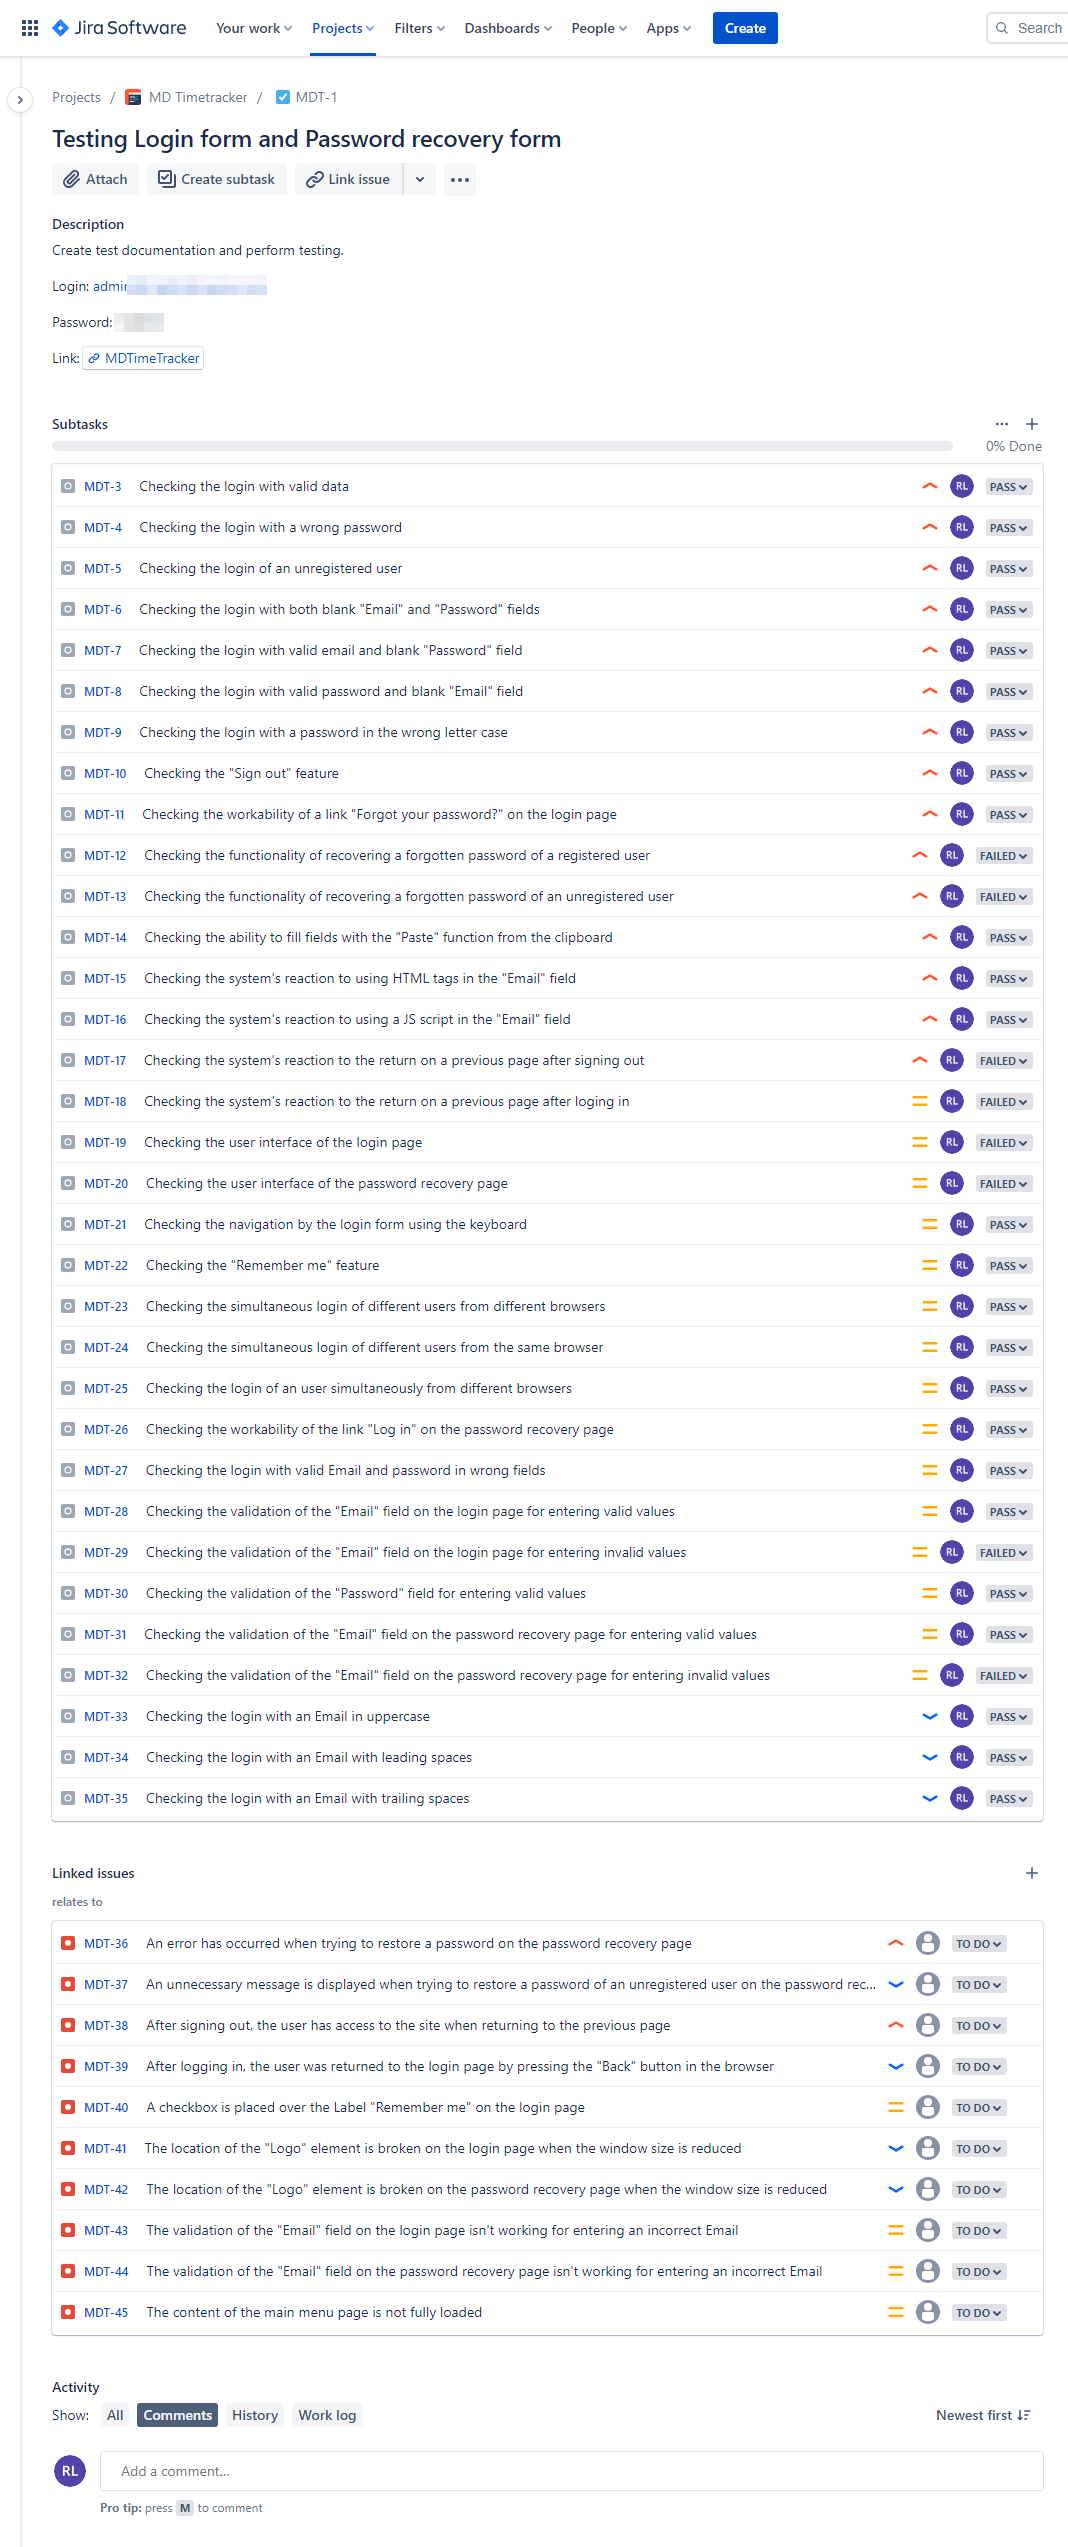 Jira Software Your work Projects Filters Dashboards People Apps Create Search
Projects / MD Timetracker / MDT-1
Testing Login form and Password recovery form
Attach Create subtask Link issue
Description
Create test documentation and perform testing.
Login: admin
Password:
Link: MDTimeTracker
Subtasks
0% Done
MDT-3 Checking the login with valid data RL PASS
MDT-4 Checking the login with a wrong password RL PASS
MDT-5 Checking the login of an unregistered user RL PASS
MDT-6 Checking the login with both blank "Email" and "Password" fields RL PASS
MDT-7 Checking the login with valid email and blank "Password" field RL PASS
MDT-8 Checking the login with valid password and blank "Email" field RL PASS
MDT-9 Checking the login with a password in the wrong letter case RL PASS
MDT-10 Checking the "Sign out" feature RL PASS
MDT-11 Checking the workability of a link "Forgot your password?" on the login page RL PASS
MDT-12 Checking the functionality of recovering a forgotten password of a registered user RL FAILED
MDT-13 Checking the functionality of recovering a forgotten password of an unregistered user RL FAILED
MDT-14 Checking the ability to fill fields with the "Paste" function from the clipboard RL PASS
MDT-15 Checking the system's reaction to using HTML tags in the "Email" field RL PASS
MDT-16 Checking the system's reaction to using a JS script in the "Email" field RL PASS
MDT-17 Checking the system's reaction to the return on a previous page after signing out RL FAILED
MDT-18 Checking the system's reaction to the return on a previous page after loging in RL FAILED
MDT-19 Checking the user interface of the login page RL FAILED
MDT-20 Checking the user interface of the password recovery page RL FAILED
MDT-21 Checking the navigation by the login form using the keyboard RL PASS
MDT-22 Checking the "Remember me" feature RL PASS
MDT-23 Checking the simultaneous login of different users from different browsers RL PASS
MDT-24 Checking the simultaneous login of different users from the same browser RL PASS
MDT-25 Checking the login of an user simultaneously from different browsers RL PASS
MDT-26 Checking the workability of the link "Log in" on the password recovery page RL PASS
MDT-27 Checking the login with valid Email and password in wrong fields RL PASS
MDT-28 Checking the validation of the "Email" field on the login page for entering valid values RL PASS
MDT-29 Checking the validation of the "Email" field on the login page for entering invalid values RL FAILED
MDT-30 Checking the validation of the "Password" field for entering valid values RL PASS
MDT-31 Checking the validation of the "Email" field on the password recovery page for entering valid values RL PASS
MDT-32 Checking the validation of the "Email" field on the password recovery page for entering invalid values RL FAILED
MDT-33 Checking the login with an Email in uppercase RL PASS
MDT-34 Checking the login with an Email with leading spaces RL PASS
MDT-35 Checking the login with an Email with trailing spaces RL PASS
Linked issues
relates to
MDT-36 An error has occurred when trying to restore a password on the password recovery page TO DO
MDT-37 An unnecessary message is displayed when trying to restore a password of an unregistered user on the password rec... TO DO
MDT-38 After signing out, the user has access to the site when returning to the previous page TO DO
MDT-39 After logging in, the user was returned to the login page by pressing the "Back" button in the browser TO DO
MDT-40 A checkbox is placed over the Label "Remember me" on the login page TO DO
MDT-41 The location of the "Logo" element is broken on the login page when the window size is reduced TO DO
MDT-42 The location of the "Logo" element is broken on the password recovery page when the window size is reduced TO DO
MDT-43 The validation of the "Email" field on the login page isn't working for entering an incorrect Email TO DO
MDT-44 The validation of the "Email" field on the password recovery page isn't working for entering an incorrect Email TO DO
MDT-45 The content of the main menu page is not fully loaded TO DO
Activity
Show: All Comments History Work log Newest first
RL Add a comment...
Pro tip: press M to comment